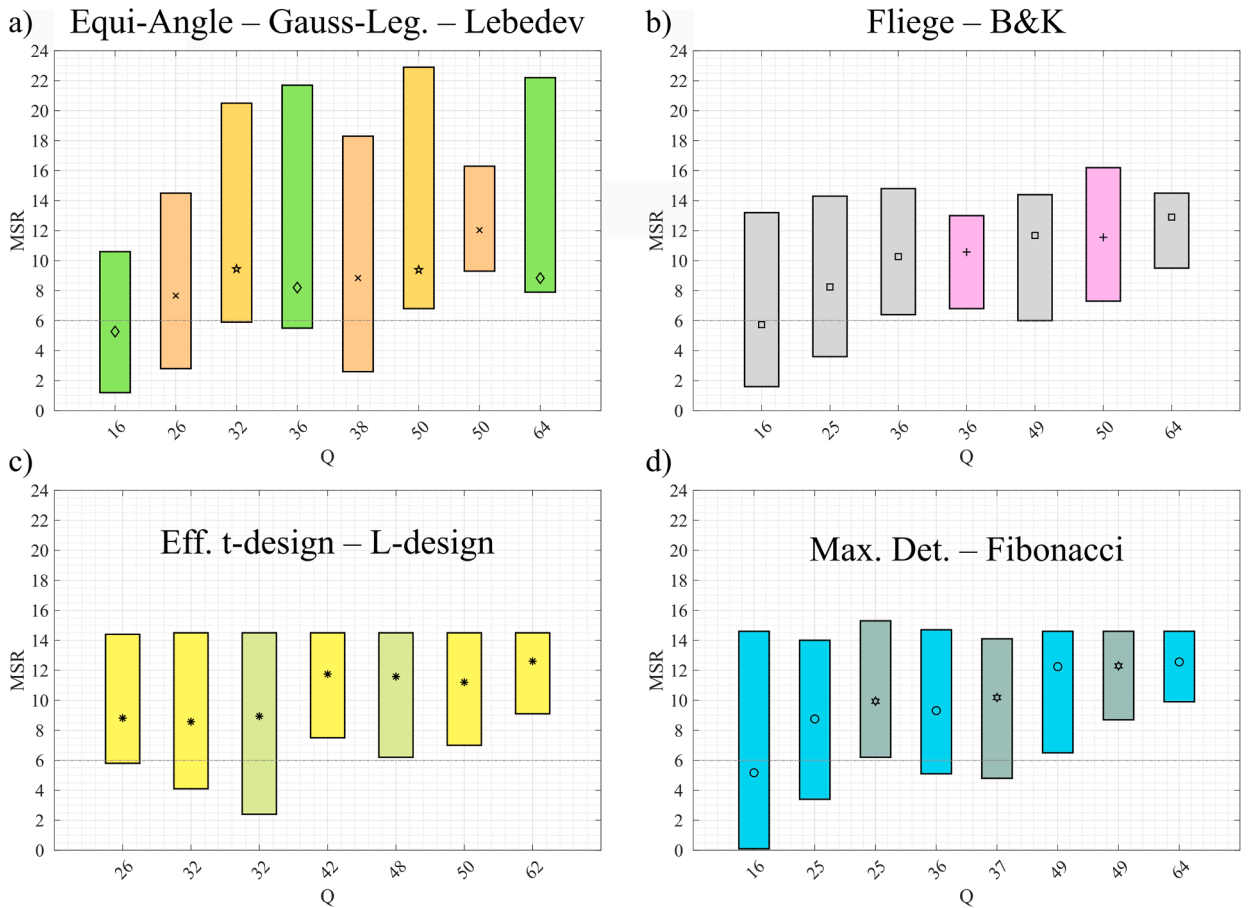 a) Equi-Angle – Gauss-Leg. – Lebedev
24
22
20
18
16
14
12
10
8
6
4
2
0
MSR
16 26 32 36 38 50 50 64
Q
b) Fliege – B&K
24
22
20
18
16
14
12
10
8
6
4
2
0
MSR
16 25 36 36 49 50 64
Q
c)
Eff. t-design – L-design
24
22
20
18
16
14
12
10
8
6
4
2
0
MSR
26 32 32 42 48 50 62
Q
d)
Max. Det. – Fibonacci
24
22
20
18
16
14
12
10
8
6
4
2
0
MSR
16 25 25 36 37 49 49 64
Q